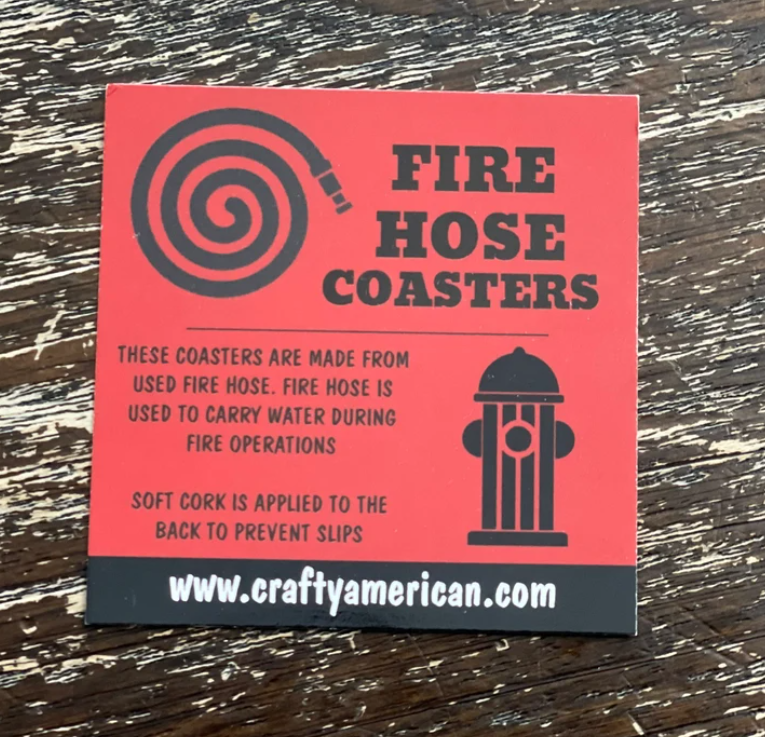 FIRE
HOSE
COASTERS
THESE COASTERS ARE MADE FROM
USED FIRE HOSE. FIRE HOSE IS
USED TO CARRY WATER DURING
FIRE OPERATIONS
SOFT CORK IS APPLIED TO THE
BACK TO PREVENT SLIPS
www.craftyamerican.com